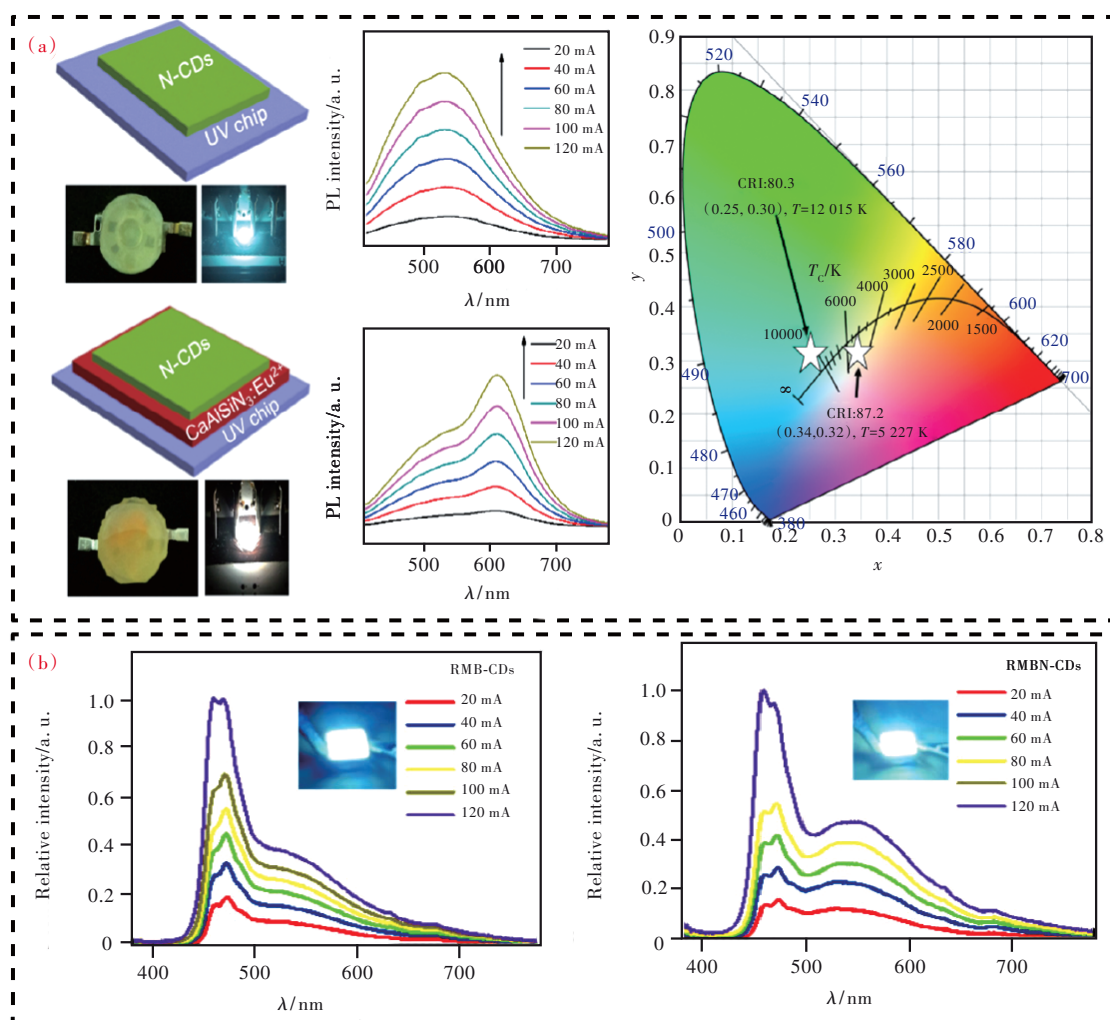 (a)
N-CDs
UV chip
N-CDs
CaAlSiN₃:Eu²⁺
UV chip
PL intensity/a. u.
20 mA
40 mA
60 mA
80 mA
100 mA
120 mA
500 600 700
λ/nm
PL intensity/a. u.
20 mA
40 mA
60 mA
80 mA
100 mA
120 mA
500 600 700
λ/nm
y
0.9
0.8
0.7
0.6
0.5
0.4
0.3
0.2
0.1
0
520
540
560
580
600
620
700
500
490
480
470
460
380
CRI:80.3
(0.25, 0.30), T=12 015 K
T_C/K
10000
6000
4000
3000
2500
2000
1500
∞
CRI:87.2
(0.34,0.32), T=5 227 K
0 0.1 0.2 0.3 0.4 0.5 0.6 0.7 0.8
x
(b)
Relative intensity/a. u.
1.0
0.8
0.6
0.4
0.2
0
RMB-CDs
20 mA
40 mA
60 mA
80 mA
100 mA
120 mA
400 500 600 700
λ/nm
Relative intensity/a. u.
1.0
0.8
0.6
0.4
0.2
0
RMBN-CDs
20 mA
40 mA
60 mA
80 mA
100 mA
120 mA
400 500 600 700
λ/nm